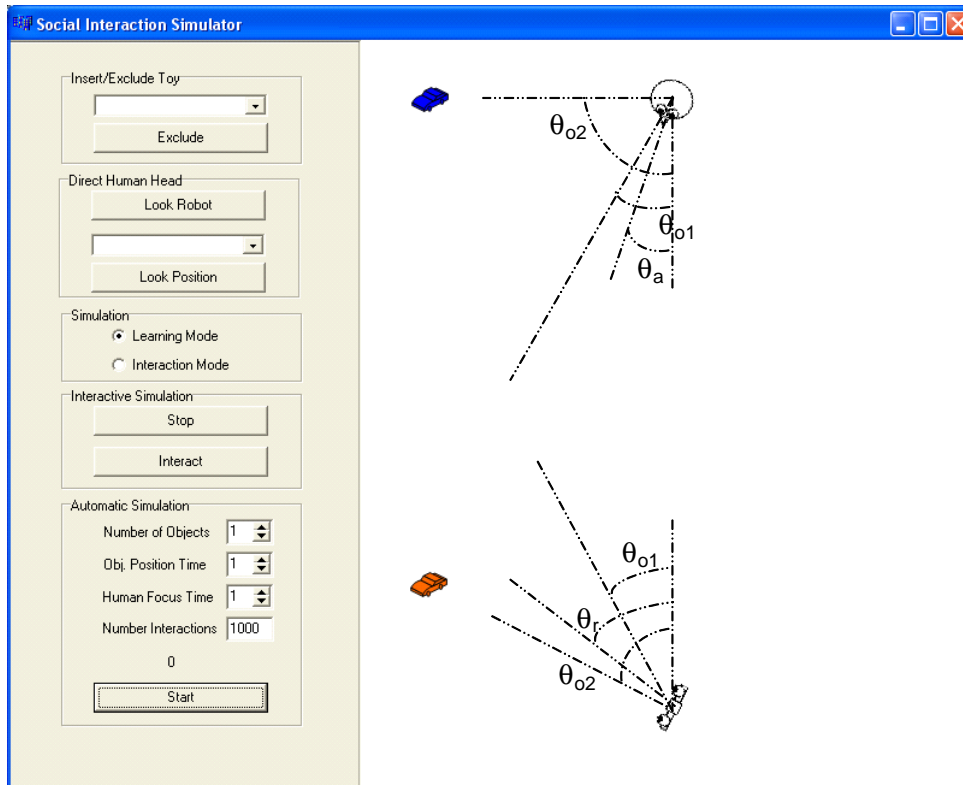 Social Interaction Simulator
Insert/Exclude Toy
Exclude
Direct Human Head
Look Robot
Look Position
Simulation
Learning Mode
Interaction Mode
Interactive Simulation
Stop
Interact
Automatic Simulation
Number of Objects 1
Obj. Position Time 1
Human Focus Time 1
Number Interactions 1000
0
Start
θo2
θo1
θa
θo1
θr
θo2